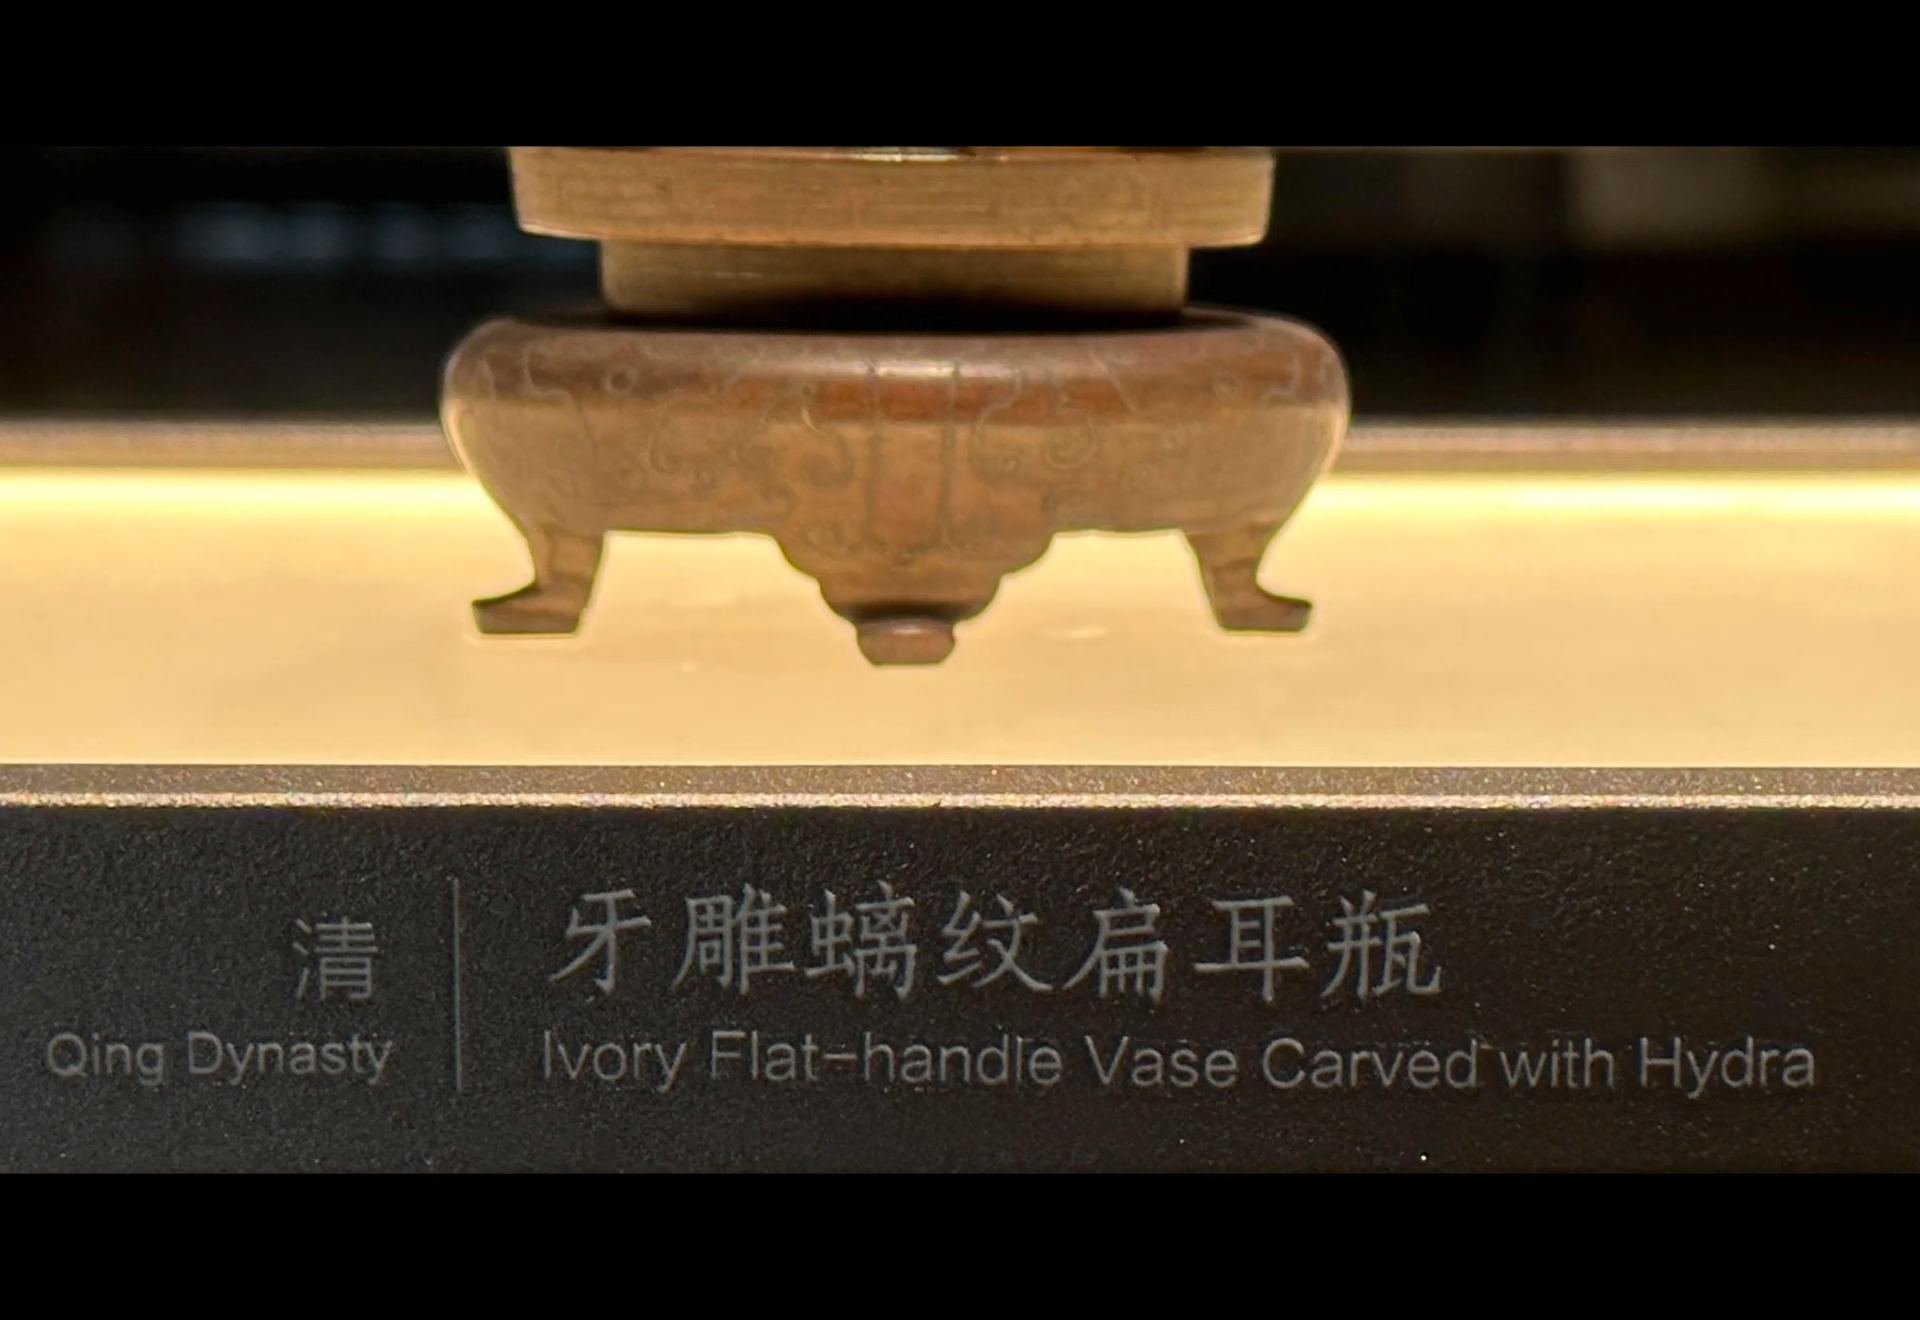 清
Qing Dynasty
牙雕螭纹扁耳瓶
Ivory Flat-handle Vase Carved with Hydra